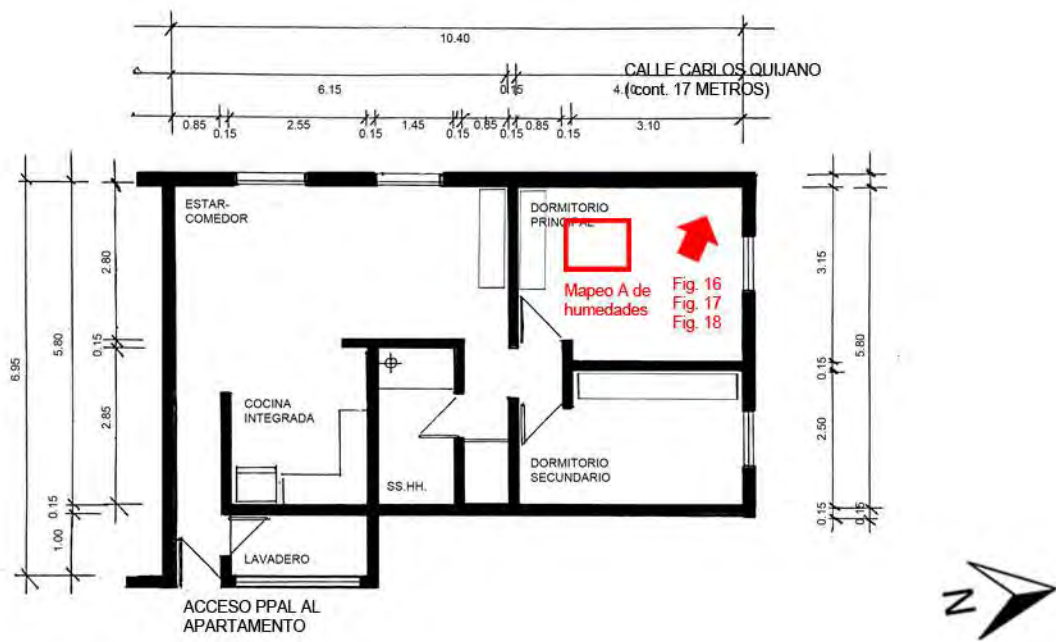 10.40
CALLE CARLOS QUIJANO
(cont. 17 METROS)
6.15
0.15
0.85
0.15
2.55
0.15
1.45
0.15
0.85
0.15
0.85
0.15
3.10
ESTAR-
COMEDOR
DORMITORIO
PRINCIPAL
Mapeo A de
humedades
Fig. 16
Fig. 17
Fig. 18
2.80
0.15
5.80
6.95
2.85
0.15
1.00
3.15
5.80
0.15
2.50
0.15
0.15
COCINA
INTEGRADA
SS.HH.
DORMITORIO
SECUNDARIO
LAVADERO
ACCESO PPAL AL
APARTAMENTO
N